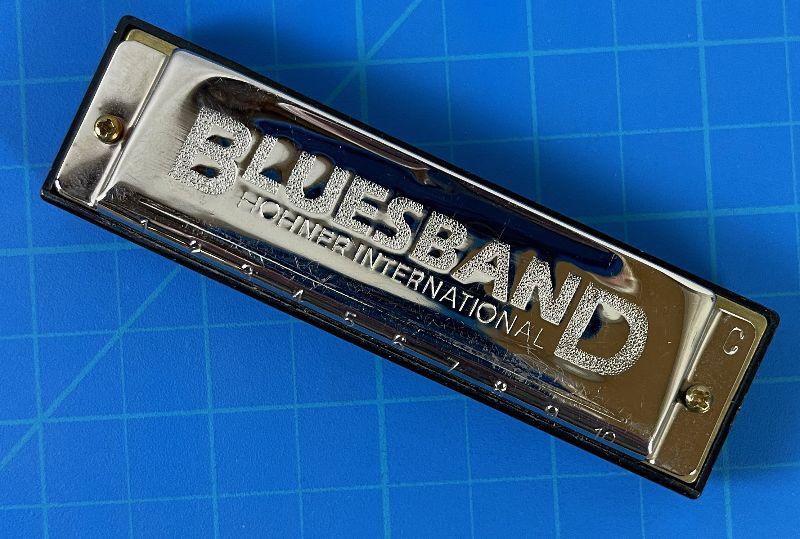 BLUESBAND
HOHNER INTERNATIONAL
1 2 3 4 5 6 7 8 9 10
C